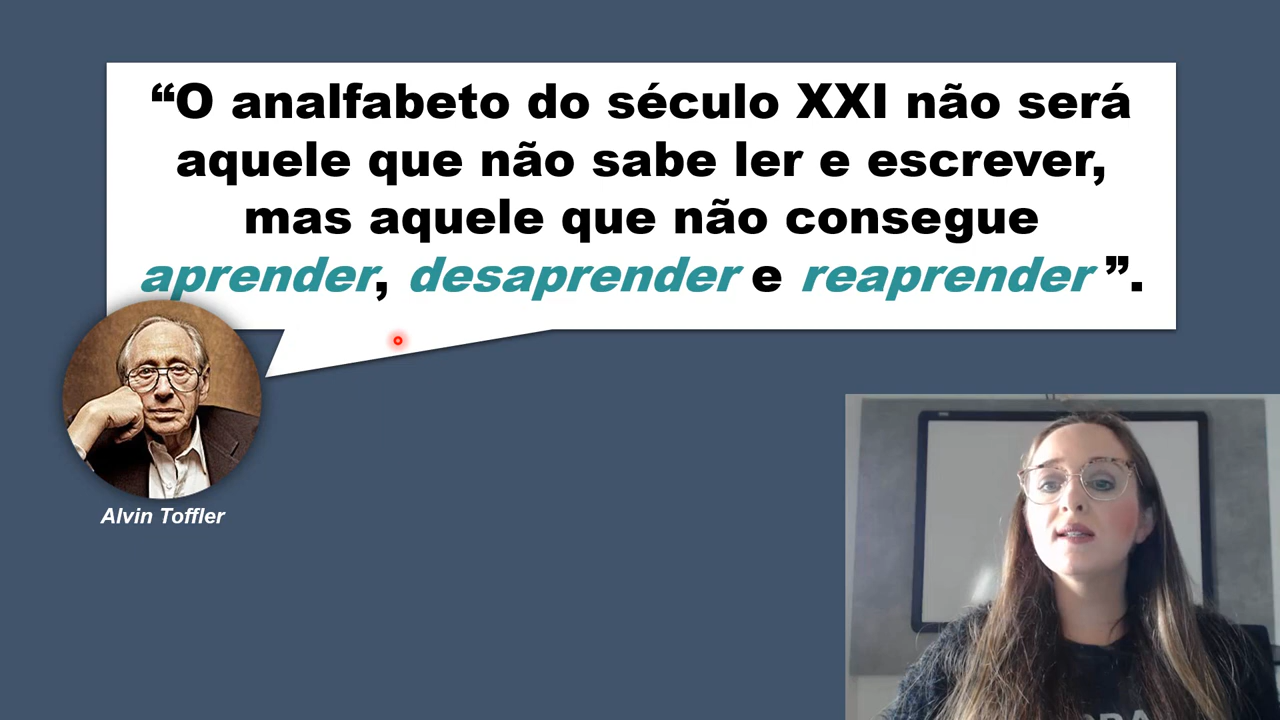 “O analfabeto do século XXI não será
aquele que não sabe ler e escrever,
mas aquele que não consegue
aprender, desaprender e reaprender ”.
Alvin Toffler